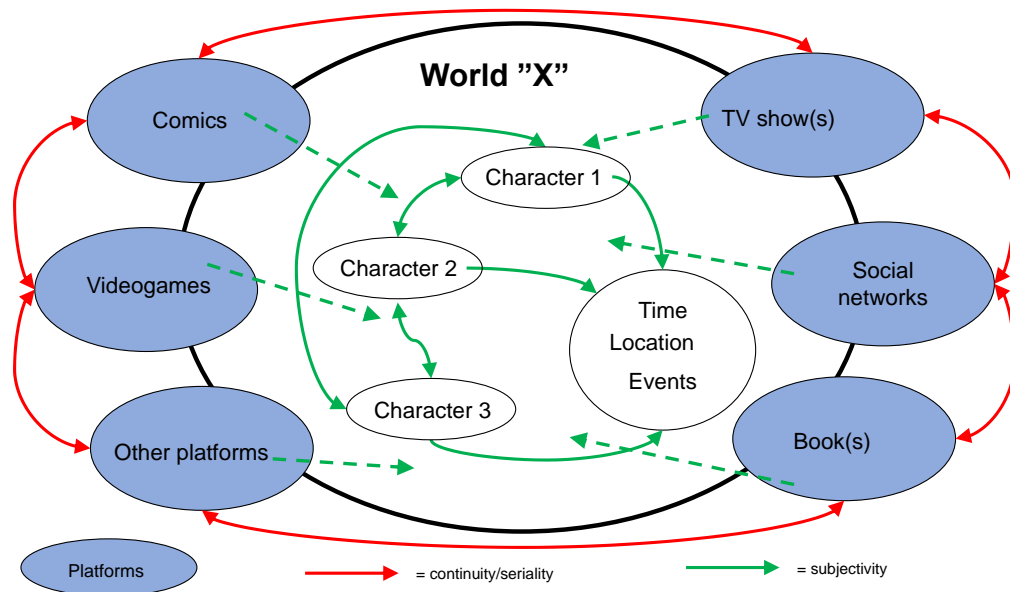 World ”X”
Comics
TV show(s)
Character 1
Character 2
Videogames
Social
networks
Time
Location
Events
Character 3
Other platforms
Book(s)
Platforms
= continuity/seriality
= subjectivity